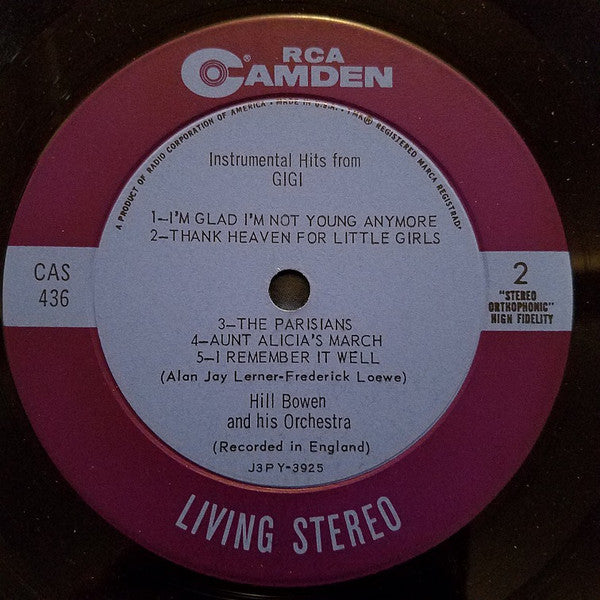 RCA
CAMDEN ®
A PRODUCT OF RADIO CORPORATION OF AMERICA • MADE IN U.S.A. • TMK® REGISTERED MARCA REGISTRADA
Instrumental Hits from
GIGI
1—I'M GLAD I'M NOT YOUNG ANYMORE
2—THANK HEAVEN FOR LITTLE GIRLS
CAS
436
2
"STEREO
ORTHOPHONIC"
HIGH FIDELITY
3—THE PARISIANS
4—AUNT ALICIA'S MARCH
5—I REMEMBER IT WELL
(Alan Jay Lerner-Frederick Loewe)
Hill Bowen
and his Orchestra
(Recorded in England)
J3PY-3925
LIVING STEREO